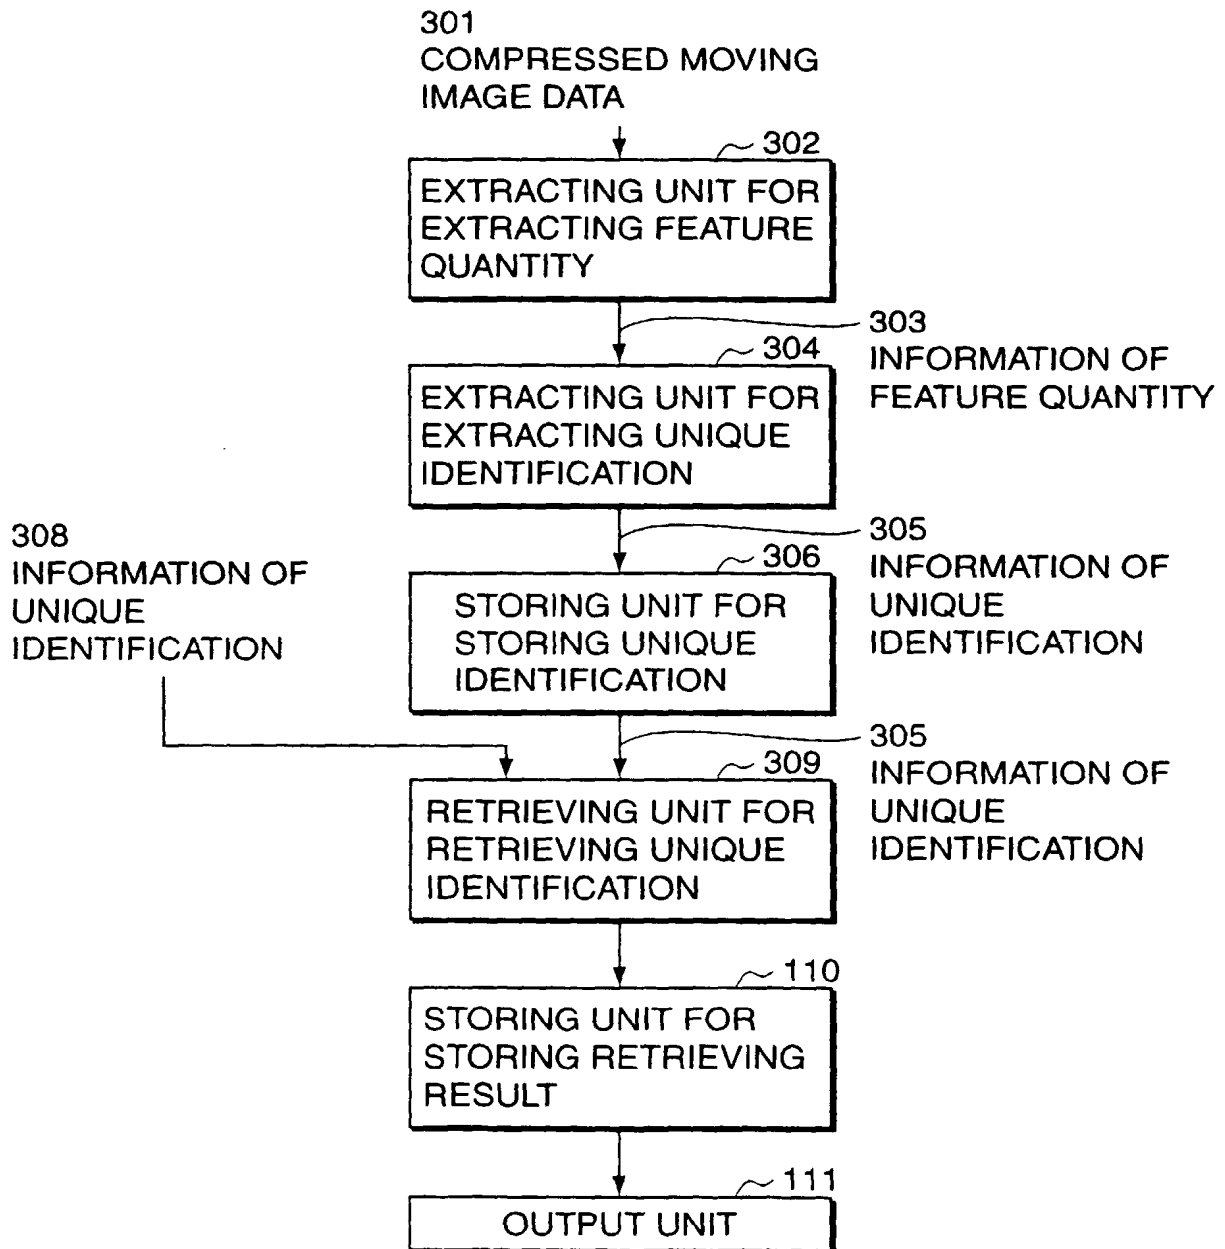 301
COMPRESSED MOVING
IMAGE DATA
302
EXTRACTING UNIT FOR
EXTRACTING FEATURE
QUANTITY
303
INFORMATION OF
FEATURE QUANTITY
304
EXTRACTING UNIT FOR
EXTRACTING UNIQUE
IDENTIFICATION
305
INFORMATION OF
UNIQUE
IDENTIFICATION
308
INFORMATION OF
UNIQUE
IDENTIFICATION
306
STORING UNIT FOR
STORING UNIQUE
IDENTIFICATION
305
INFORMATION OF
UNIQUE
IDENTIFICATION
309
RETRIEVING UNIT FOR
RETRIEVING UNIQUE
IDENTIFICATION
110
STORING UNIT FOR
STORING RETRIEVING
RESULT
111
OUTPUT UNIT